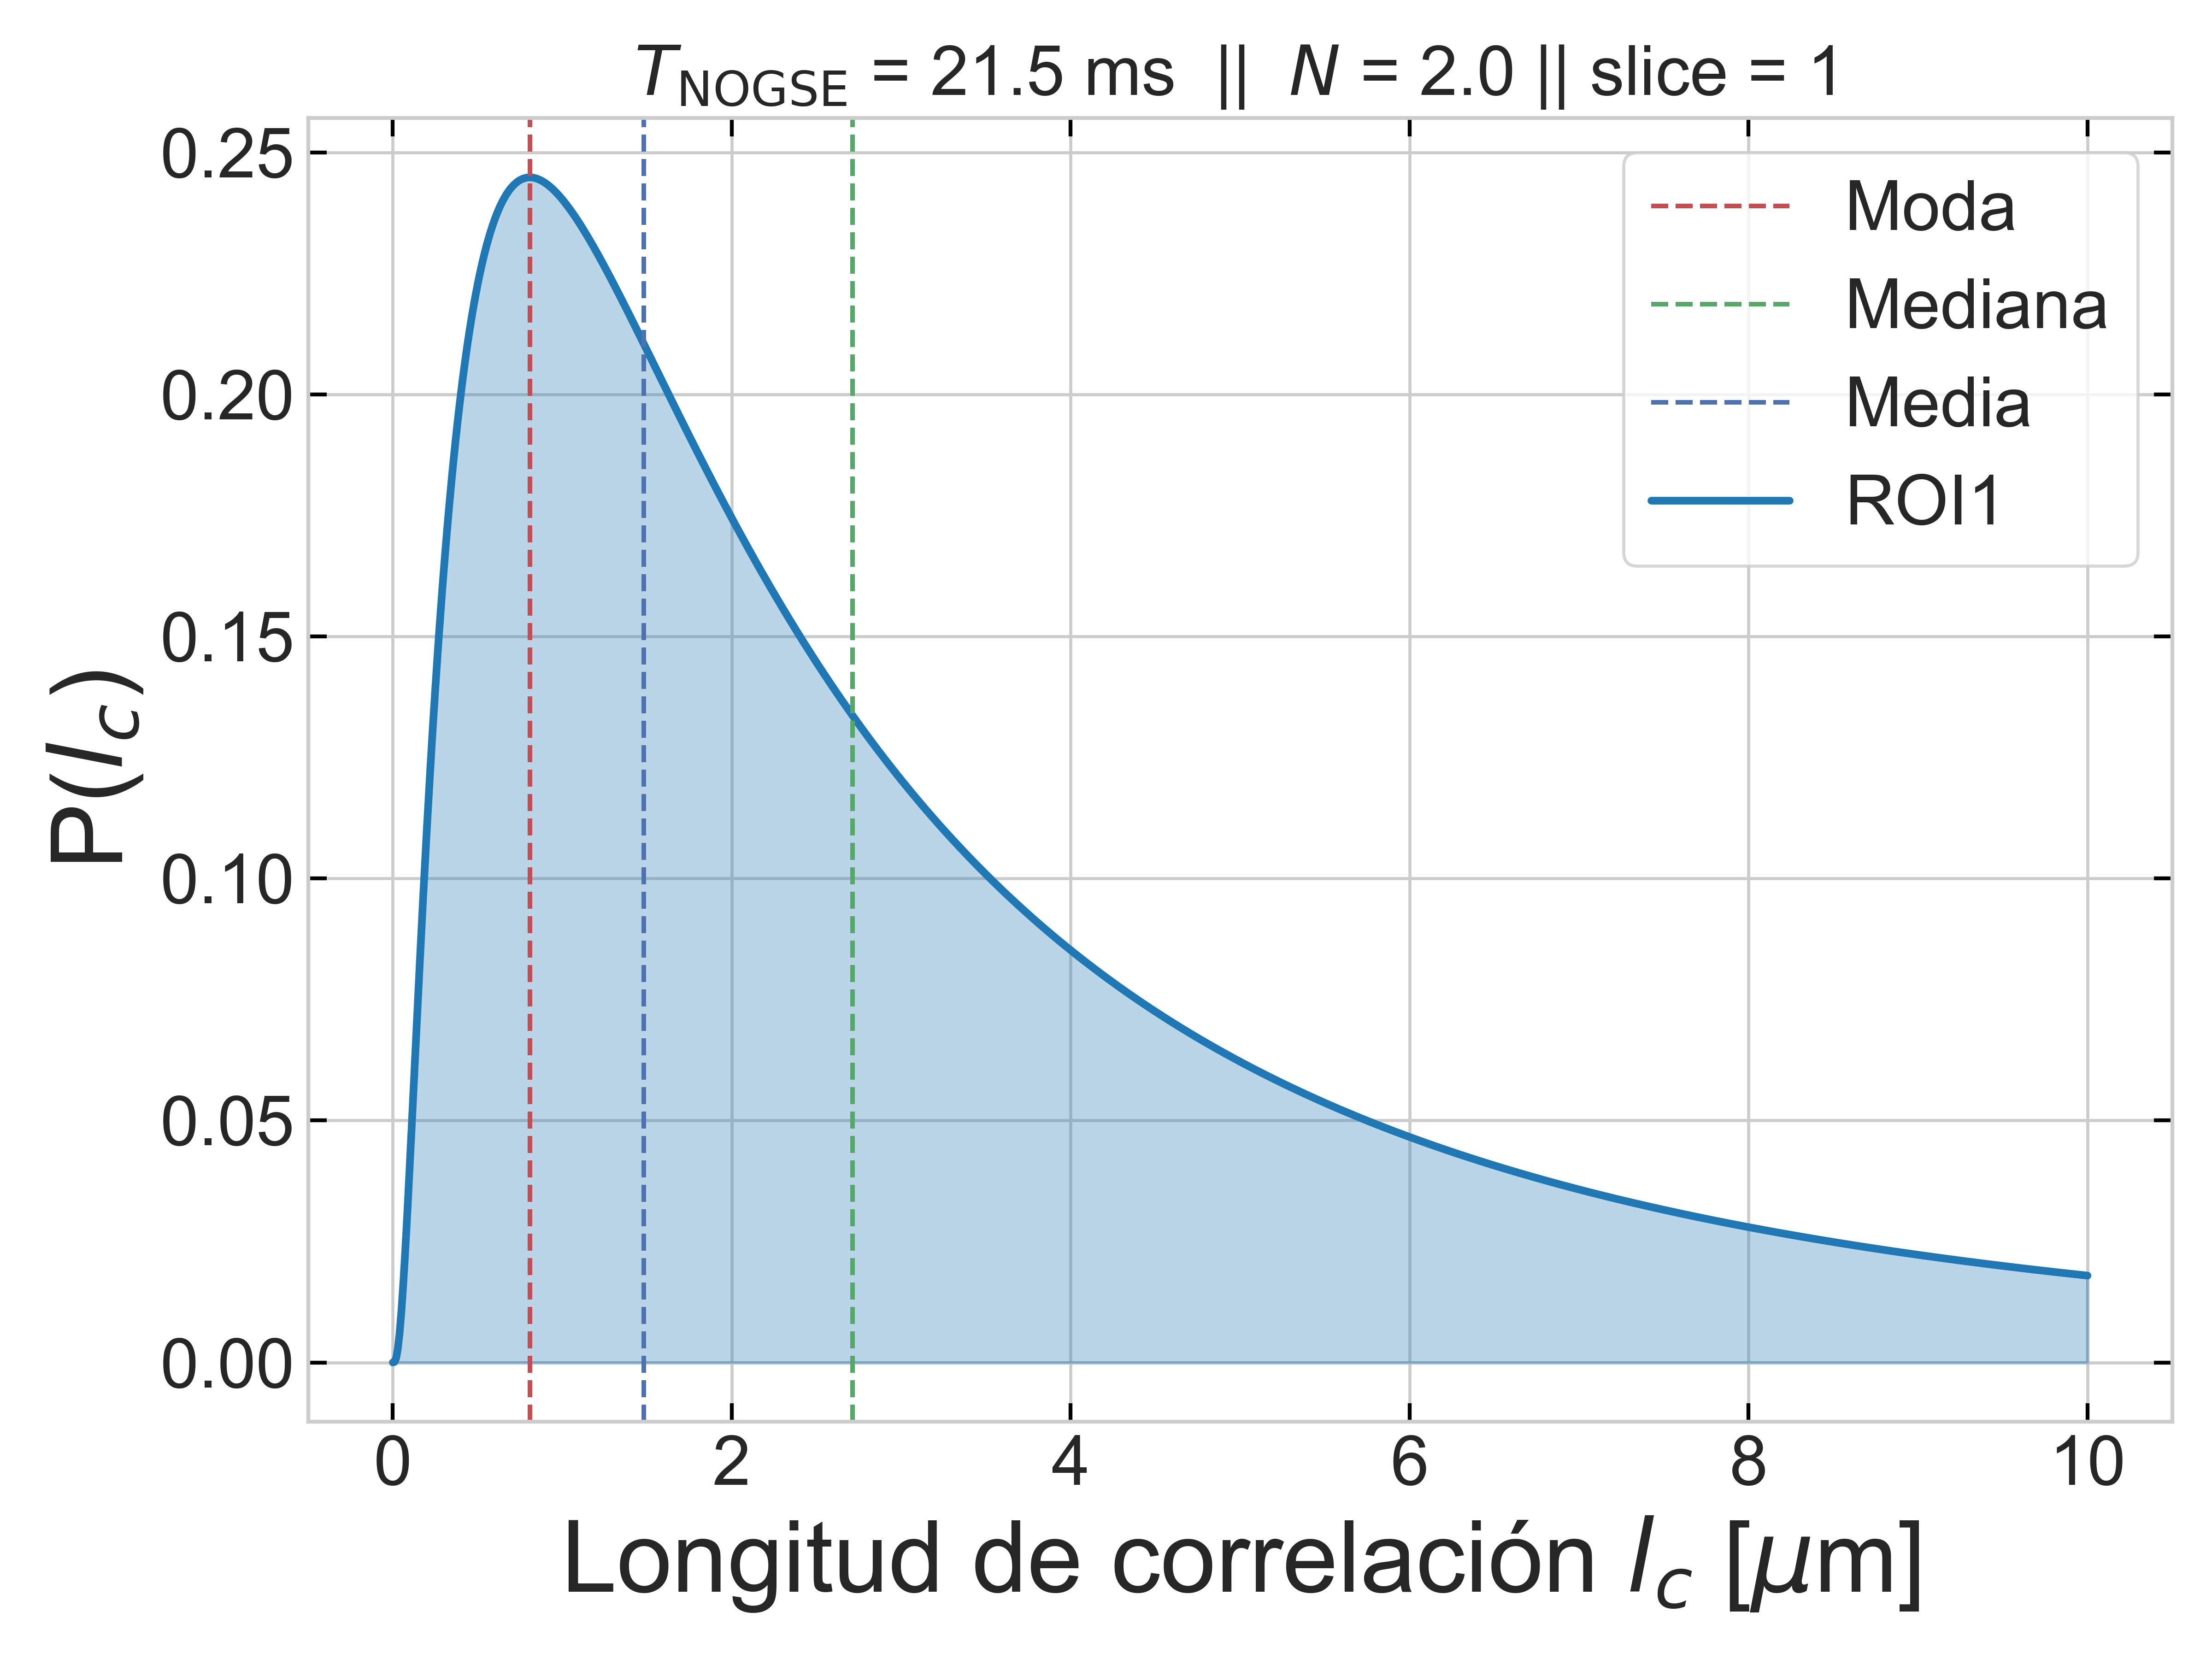 T_NOGSE = 21.5 ms || N = 2.0 || slice = 1
0.25
0.20
0.15
0.10
0.05
0.00
P(l_c)
Moda
Mediana
Media
ROI1
0 2 4 6 8 10
Longitud de correlación l_c [μm]